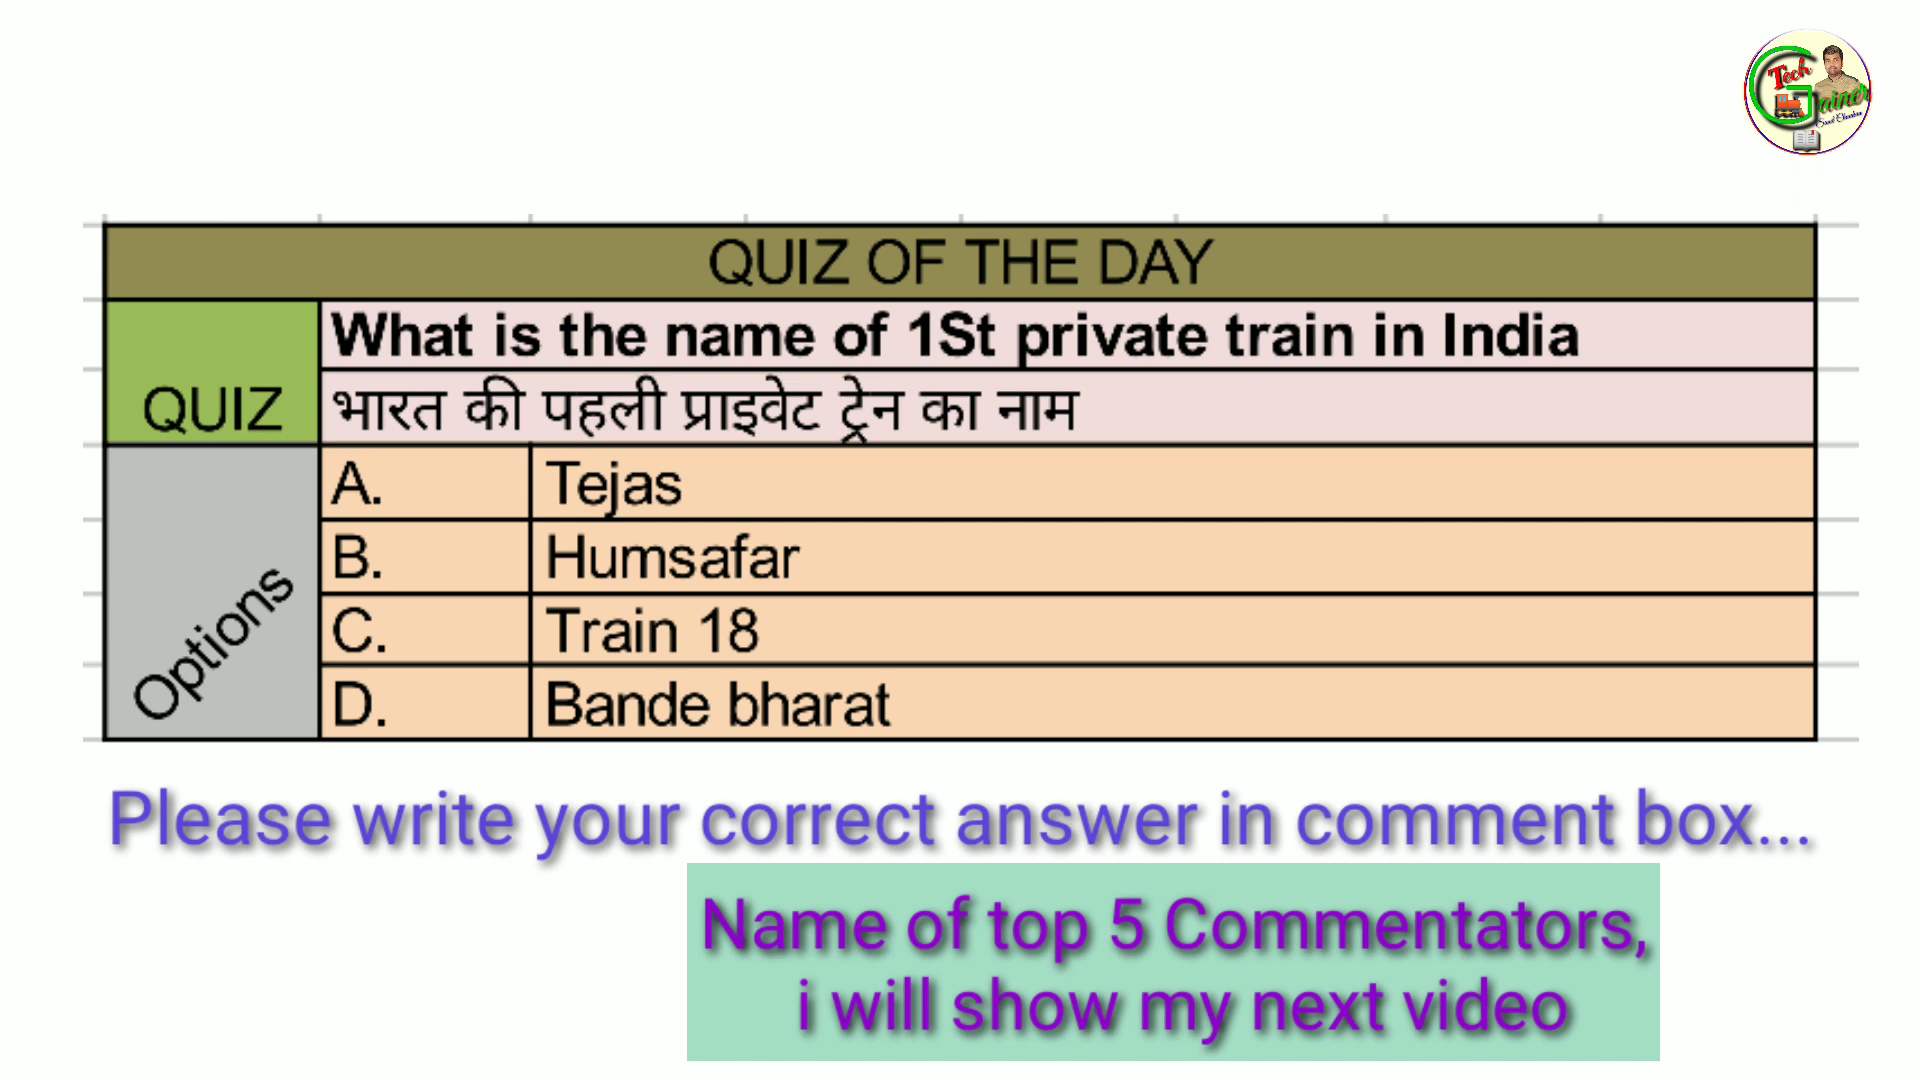 Tech
Gainer
QUIZ OF THE DAY
QUIZ
What is the name of 1St private train in India
भारत की पहली प्राइवेट ट्रेन का नाम
Options
A. Tejas
B. Humsafar
C. Train 18
D. Bande bharat
Please write your correct answer in comment box...
Name of top 5 Commentators,
i will show my next video